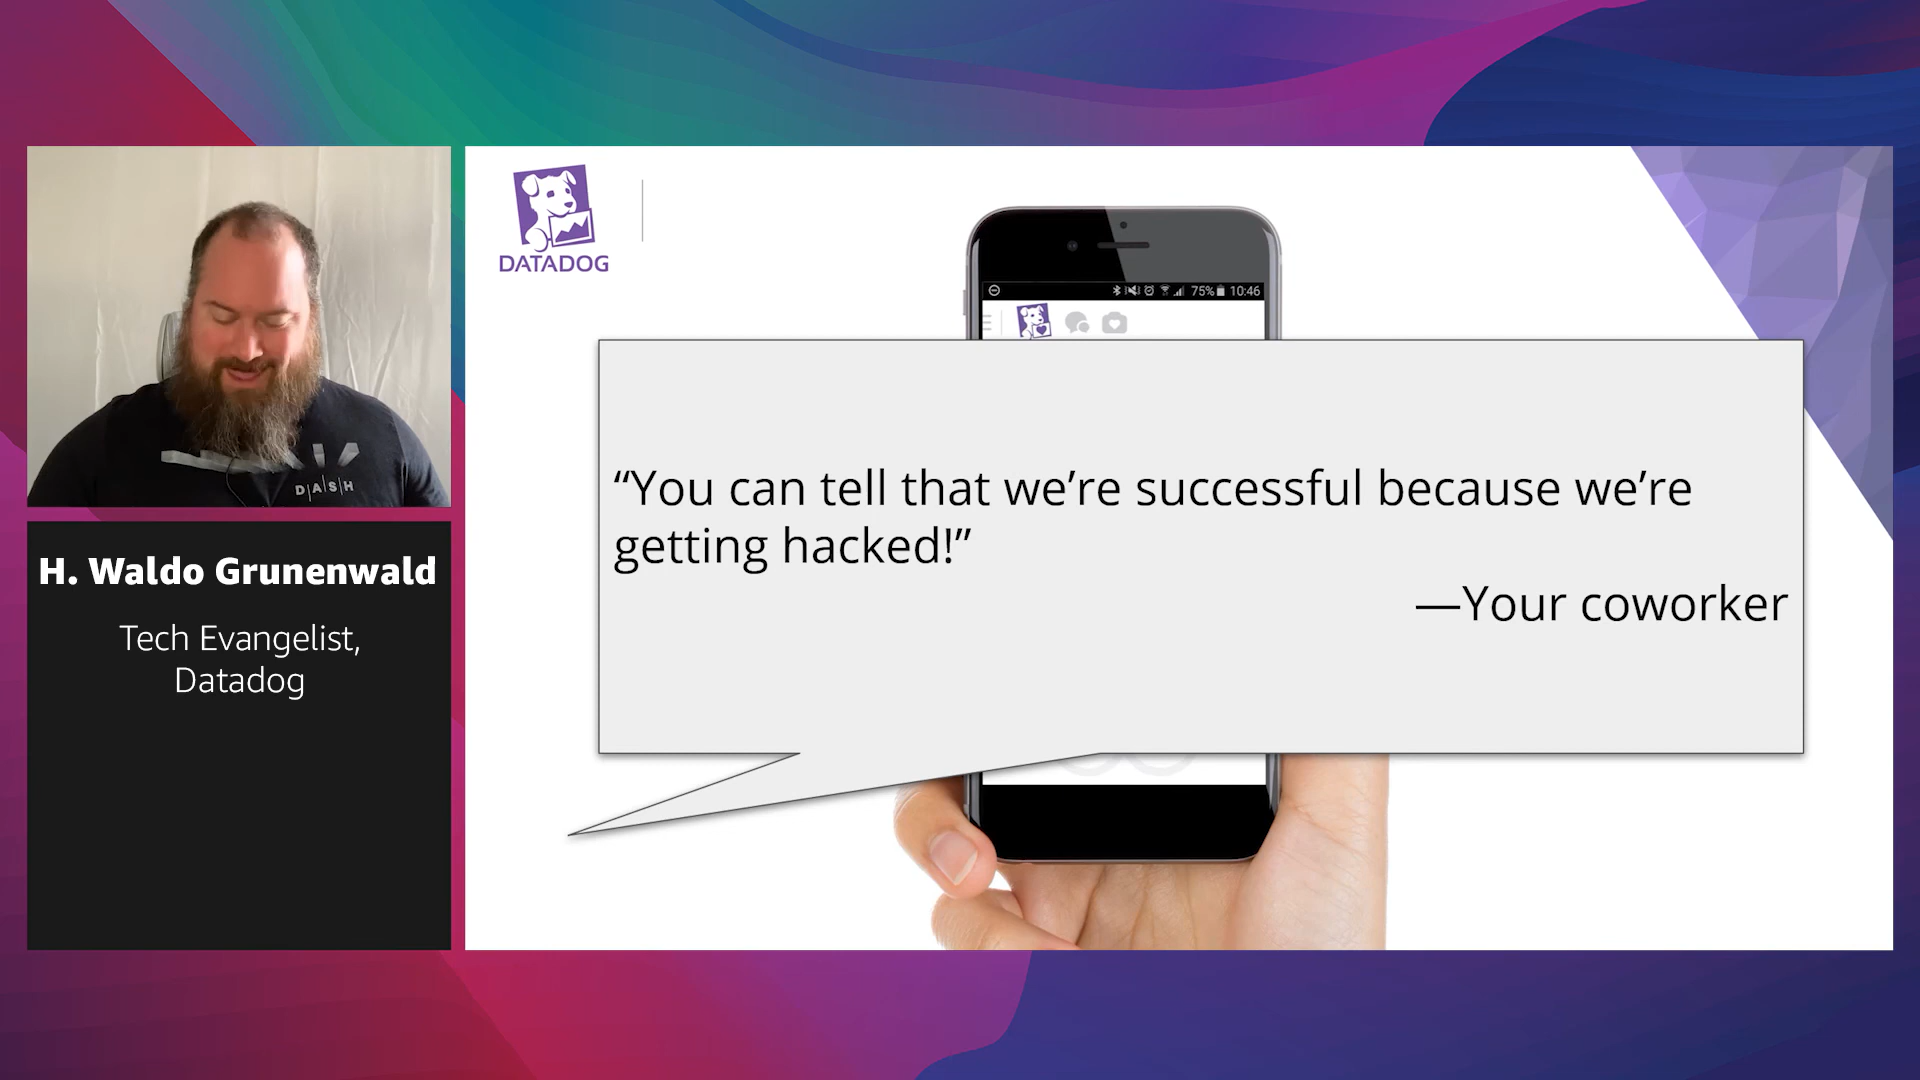 DATADOG
75% 10:46
“You can tell that we’re successful because we’re
getting hacked!”
—Your coworker
D|A|S|H
H. Waldo Grunenwald
Tech Evangelist,
Datadog